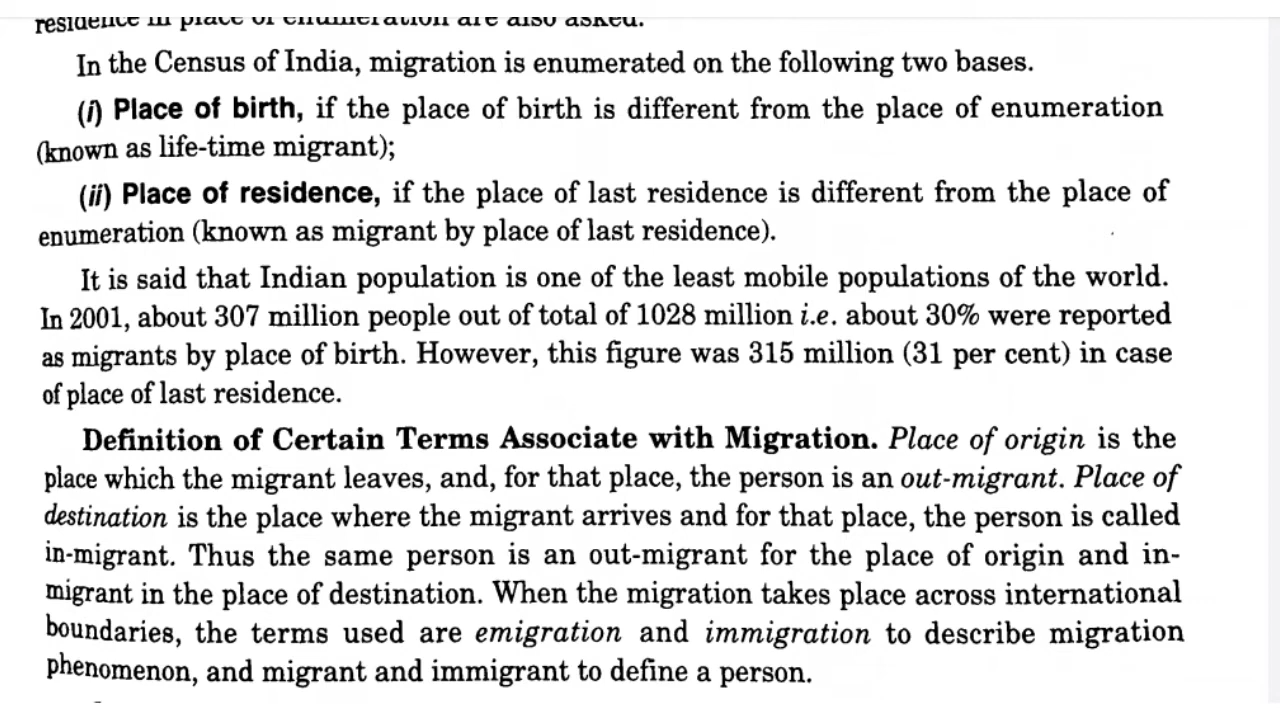 residence in place of enumeration are also asked.
In the Census of India, migration is enumerated on the following two bases.
(i) Place of birth, if the place of birth is different from the place of enumeration
(known as life-time migrant);
(ii) Place of residence, if the place of last residence is different from the place of
enumeration (known as migrant by place of last residence).
It is said that Indian population is one of the least mobile populations of the world.
In 2001, about 307 million people out of total of 1028 million i.e. about 30% were reported
as migrants by place of birth. However, this figure was 315 million (31 per cent) in case
of place of last residence.
Definition of Certain Terms Associate with Migration. Place of origin is the
place which the migrant leaves, and, for that place, the person is an out-migrant. Place of
destination is the place where the migrant arrives and for that place, the person is called
in-migrant. Thus the same person is an out-migrant for the place of origin and in-
migrant in the place of destination. When the migration takes place across international
boundaries, the terms used are emigration and immigration to describe migration
phenomenon, and migrant and immigrant to define a person.